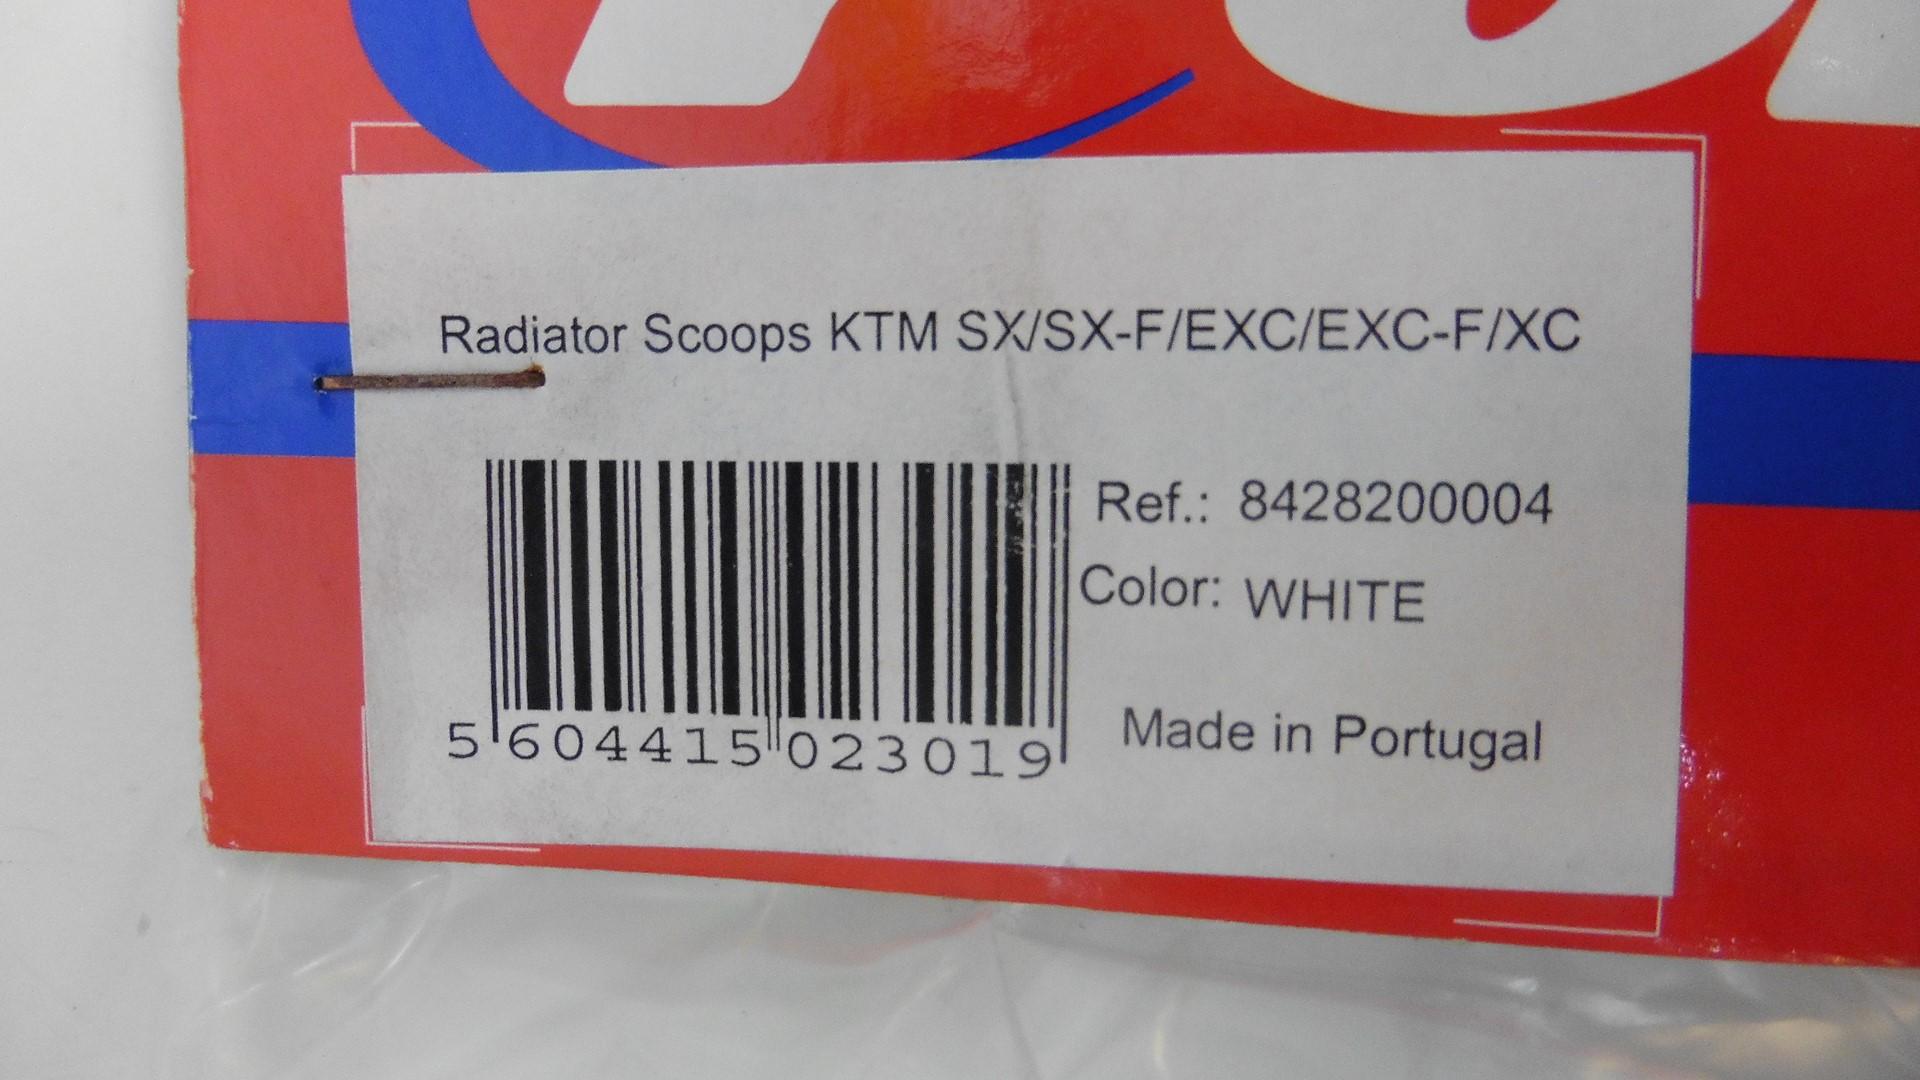 Radiator Scoops KTM SX/SX-F/EXC/EXC-F/XC
Ref.: 8428200004
Color: WHITE
5 604415 023019
Made in Portugal